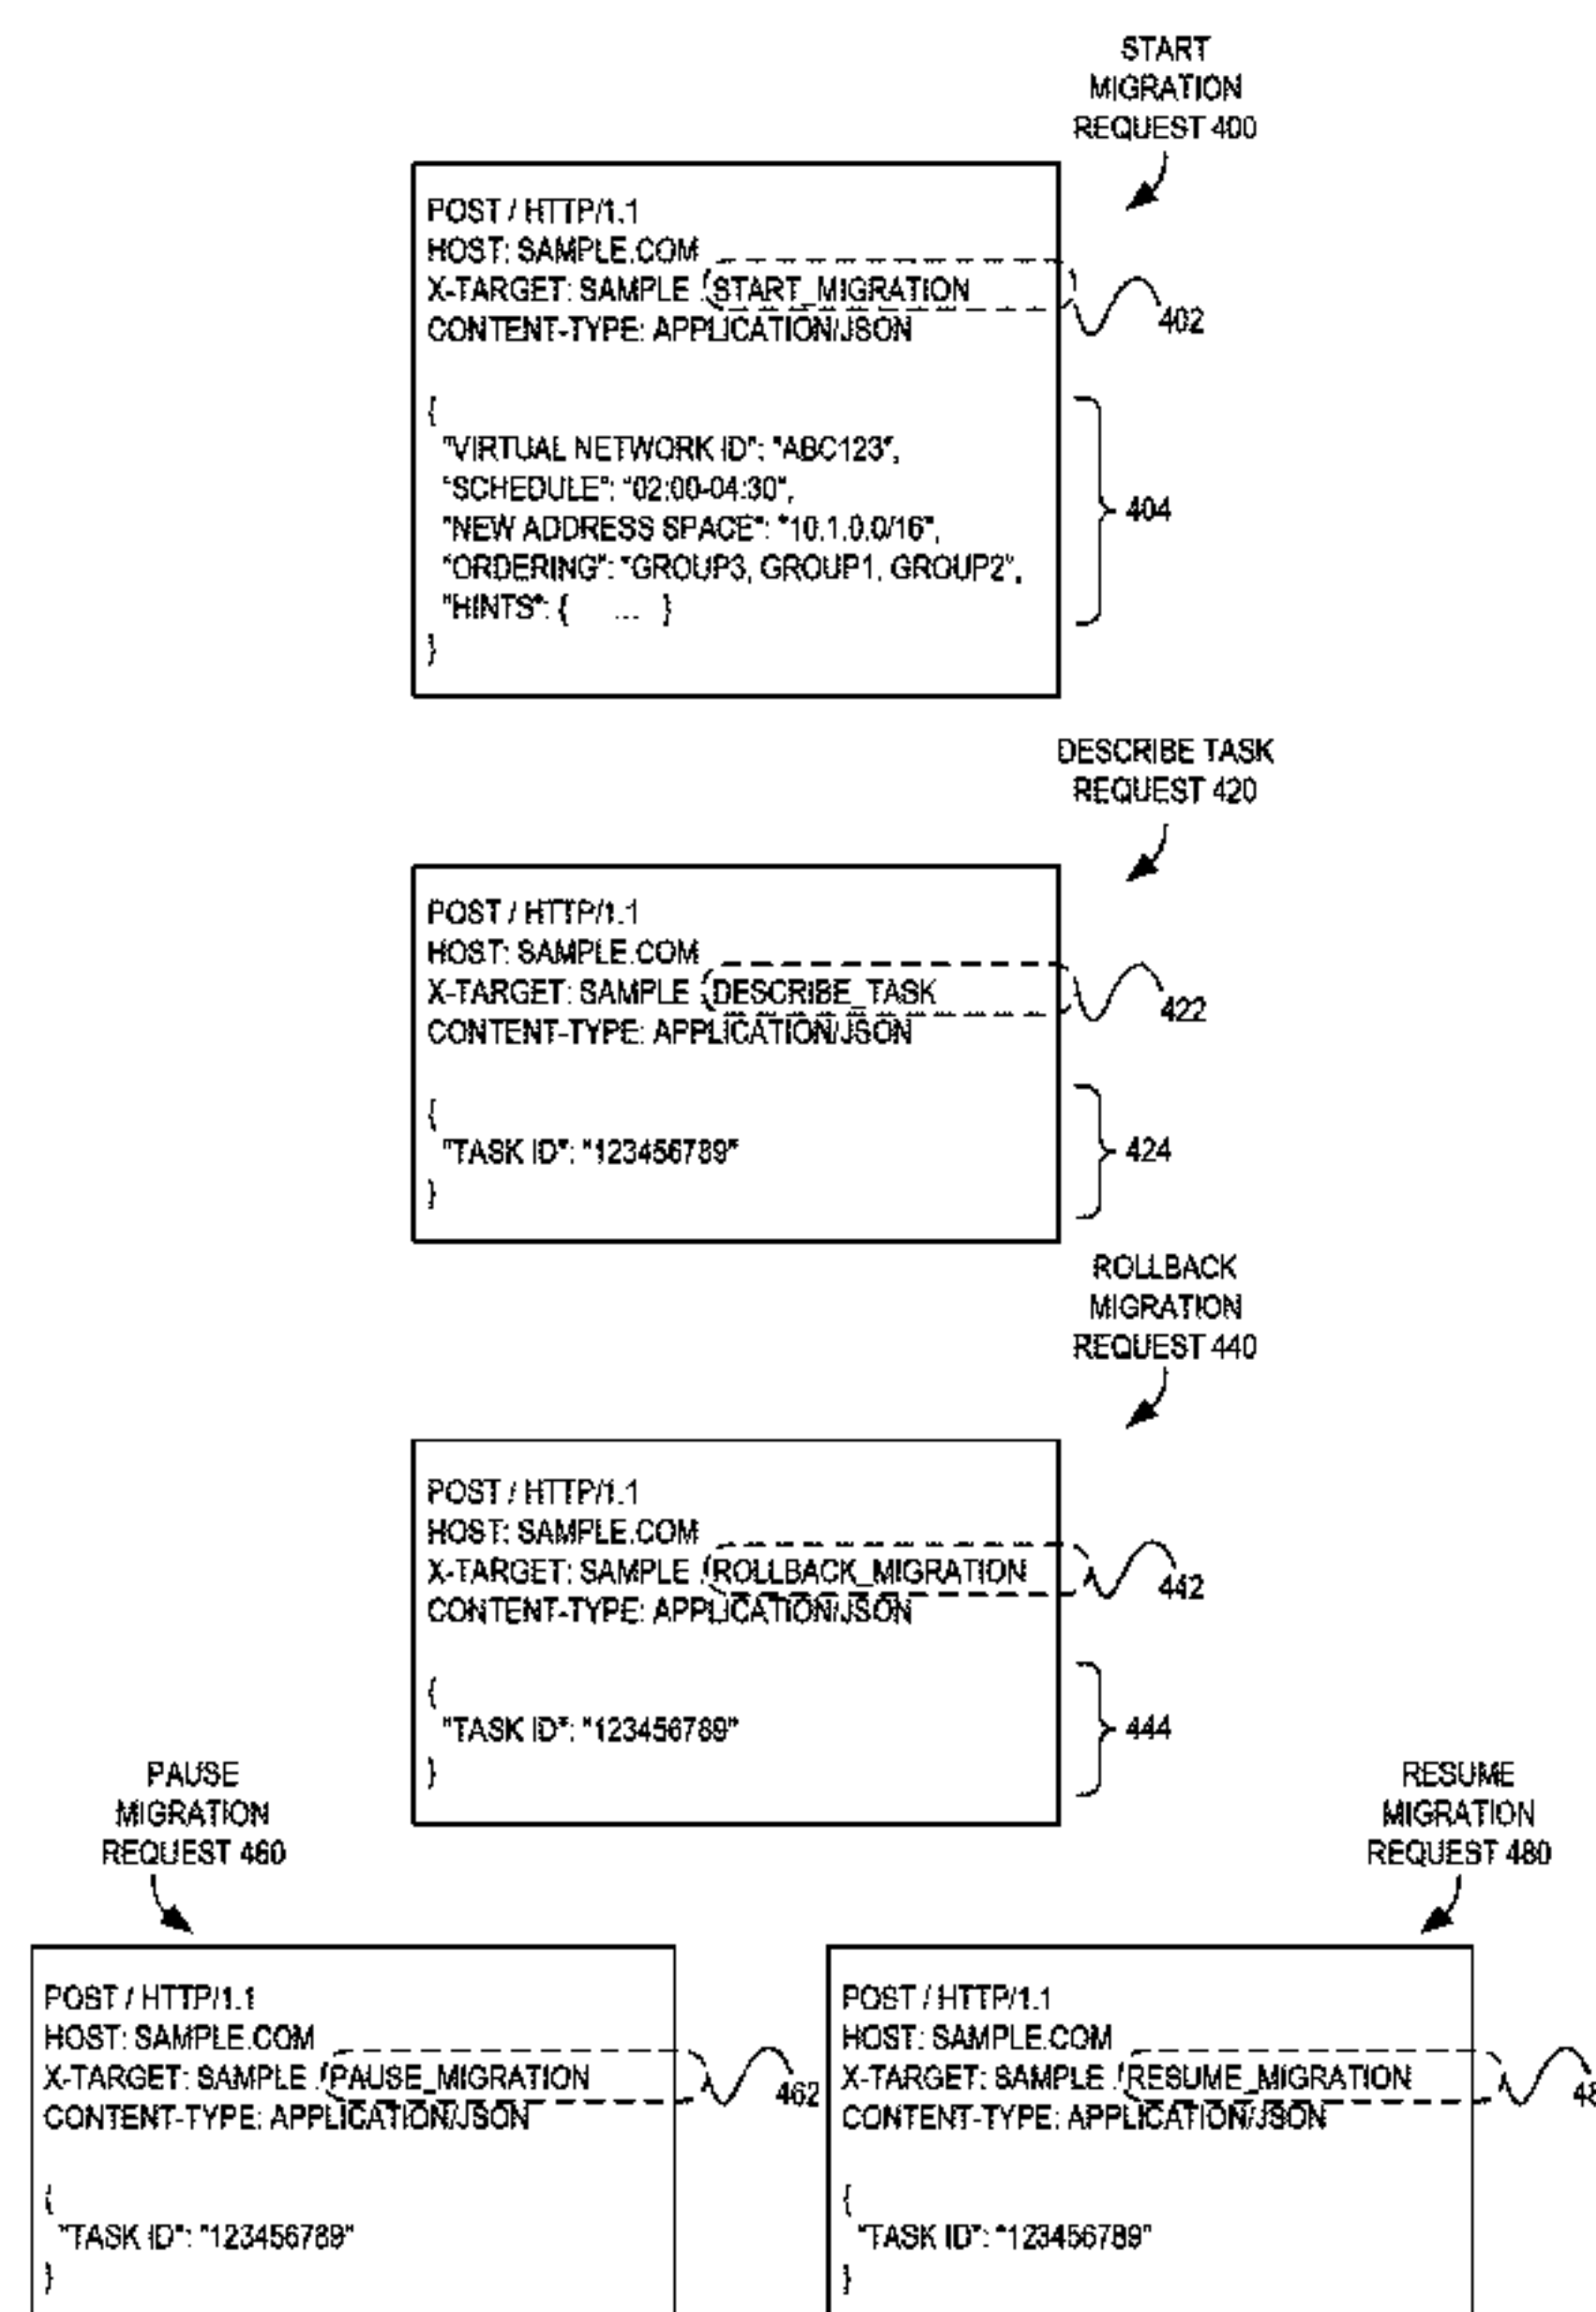 START
MIGRATION
REQUEST 400
POST / HTTP/1.1
HOST: SAMPLE.COM
X-TARGET: SAMPLE.START_MIGRATION
CONTENT-TYPE: APPLICATION/JSON
402
{
"VIRTUAL NETWORK ID": "ABC123",
"SCHEDULE": "02:00-04:30",
"NEW ADDRESS SPACE": "10.1.0.0/16",
"ORDERING": "GROUP3, GROUP1, GROUP2",
"HINTS": { ... }
}
404
DESCRIBE TASK
REQUEST 420
POST / HTTP/1.1
HOST: SAMPLE.COM
X-TARGET: SAMPLE.DESCRIBE_TASK
CONTENT-TYPE: APPLICATION/JSON
422
{
"TASK ID": "123456789"
}
424
ROLLBACK
MIGRATION
REQUEST 440
POST / HTTP/1.1
HOST: SAMPLE.COM
X-TARGET: SAMPLE.ROLLBACK_MIGRATION
CONTENT-TYPE: APPLICATION/JSON
442
{
"TASK ID": "123456789"
}
444
PAUSE
MIGRATION
REQUEST 460
POST / HTTP/1.1
HOST: SAMPLE.COM
X-TARGET: SAMPLE.PAUSE_MIGRATION
CONTENT-TYPE: APPLICATION/JSON
462
{
"TASK ID": "123456789"
}
RESUME
MIGRATION
REQUEST 480
POST / HTTP/1.1
HOST: SAMPLE.COM
X-TARGET: SAMPLE.RESUME_MIGRATION
CONTENT-TYPE: APPLICATION/JSON
{
"TASK ID": "123456789"
}